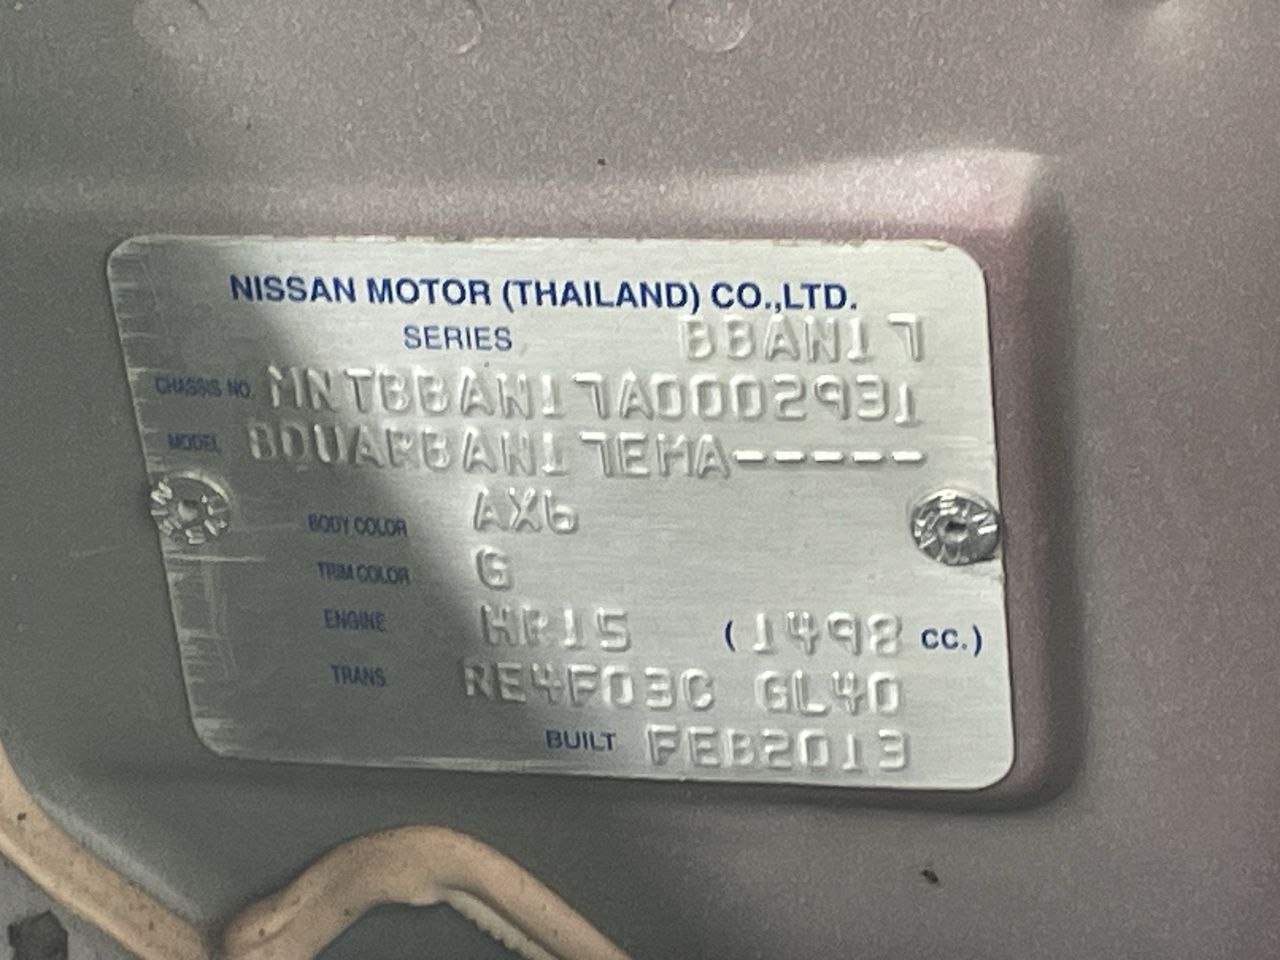 NISSAN MOTOR (THAILAND) CO.,LTD.
SERIES BBAN17
CHASSIS NO. MNTBBAN17A0002931
MODEL BDUARBAN17EMA-----
BODY COLOR AX6
TRIM COLOR G
ENGINE HR15 (1498 CC.)
TRANS RE4F03C GL40
BUILT FEB2013